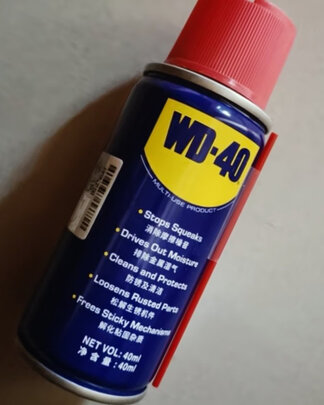 WD-40
MULTI-USE PRODUCT
• Stops Squeaks
消除摩擦噪音
• Drives Out Moisture
排除金属湿气
• Cleans and Protects
防锈及清洁
• Loosens Rusted Parts
松脱生锈机件
• Frees Sticky Mechanisms
解化粘固杂质
NET VOL: 40ml
净含量：40ml